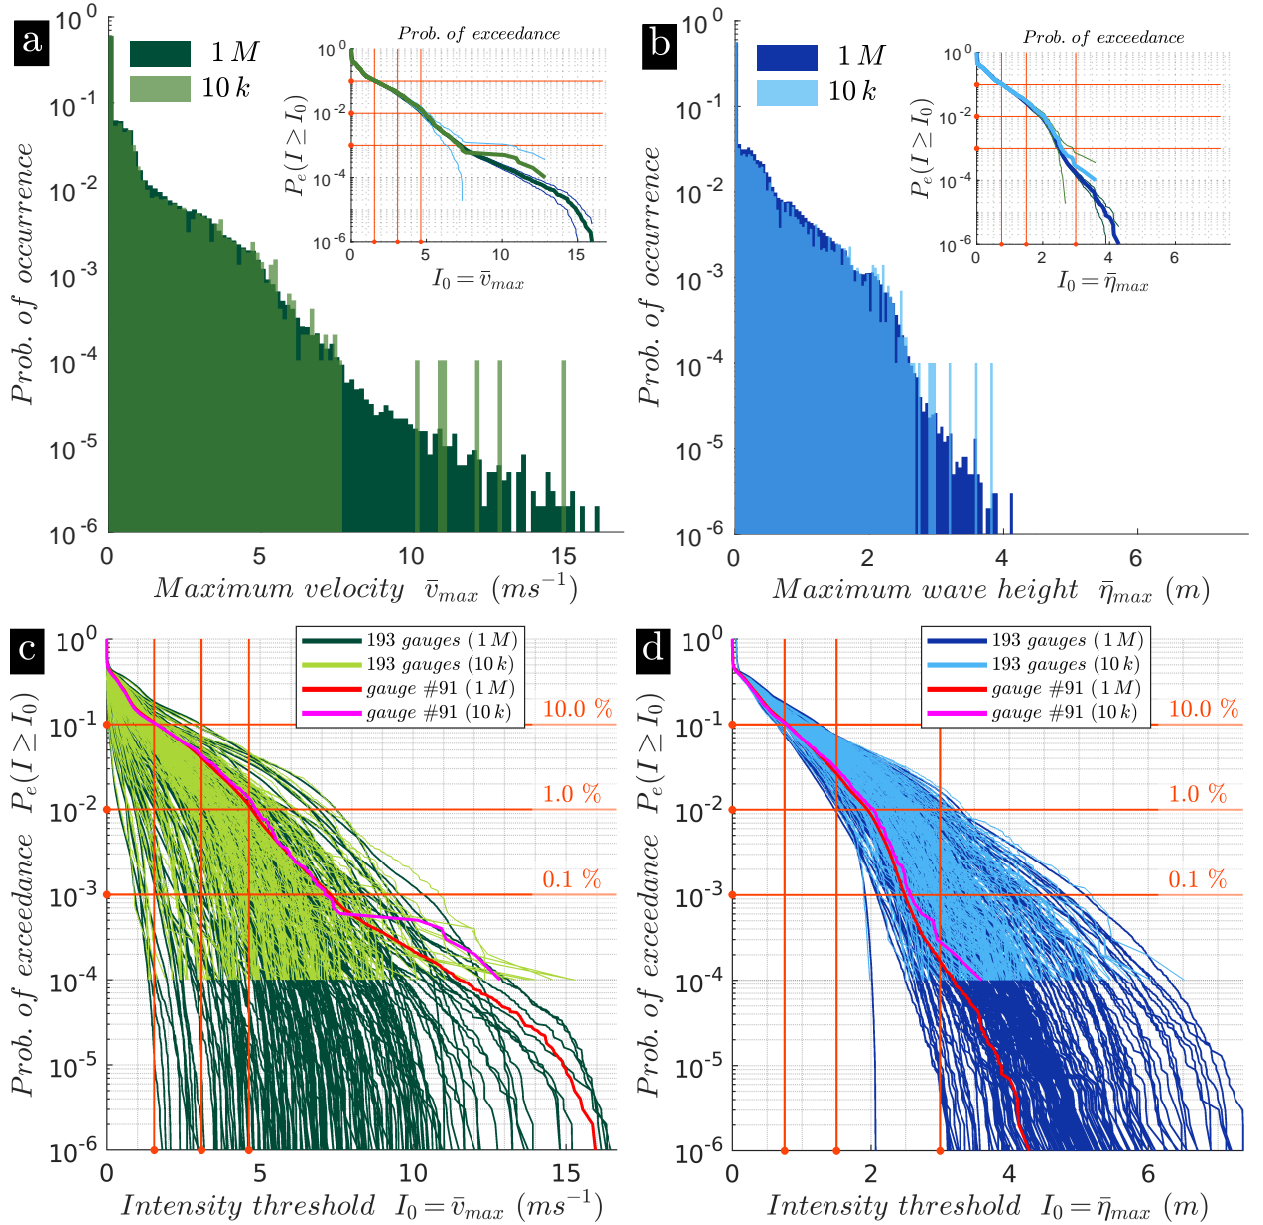 a
1 M
10 k
Prob. of occurrence
10^0
10^-1
10^-2
10^-3
10^-4
10^-5
10^-6
0 5 10 15
Maximum velocity v̄_max (ms^-1)
Prob. of exceedance
P_e(I ≥ I_0)
10^0
10^-2
10^-4
10^-6
0 5 10 15
I_0 = v̄_max
b
1 M
10 k
Prob. of occurrence
10^0
10^-1
10^-2
10^-3
10^-4
10^-5
10^-6
0 2 4 6
Maximum wave height η̄_max (m)
Prob. of exceedance
P_e(I ≥ I_0)
10^0
10^-2
10^-4
10^-6
0 2 4 6
I_0 = η̄_max
c
193 gauges (1 M)
193 gauges (10 k)
gauge #91 (1 M)
gauge #91 (10 k)
10.0 %
1.0 %
0.1 %
Prob. of exceedance P_e(I ≥ I_0)
10^0
10^-1
10^-2
10^-3
10^-4
10^-5
10^-6
0 5 10 15
Intensity threshold I_0 = v̄_max (ms^-1)
d
193 gauges (1 M)
193 gauges (10 k)
gauge #91 (1 M)
gauge #91 (10 k)
10.0 %
1.0 %
0.1 %
Prob. of exceedance P_e(I ≥ I_0)
10^0
10^-1
10^-2
10^-3
10^-4
10^-5
10^-6
0 2 4 6
Intensity threshold I_0 = η̄_max (m)